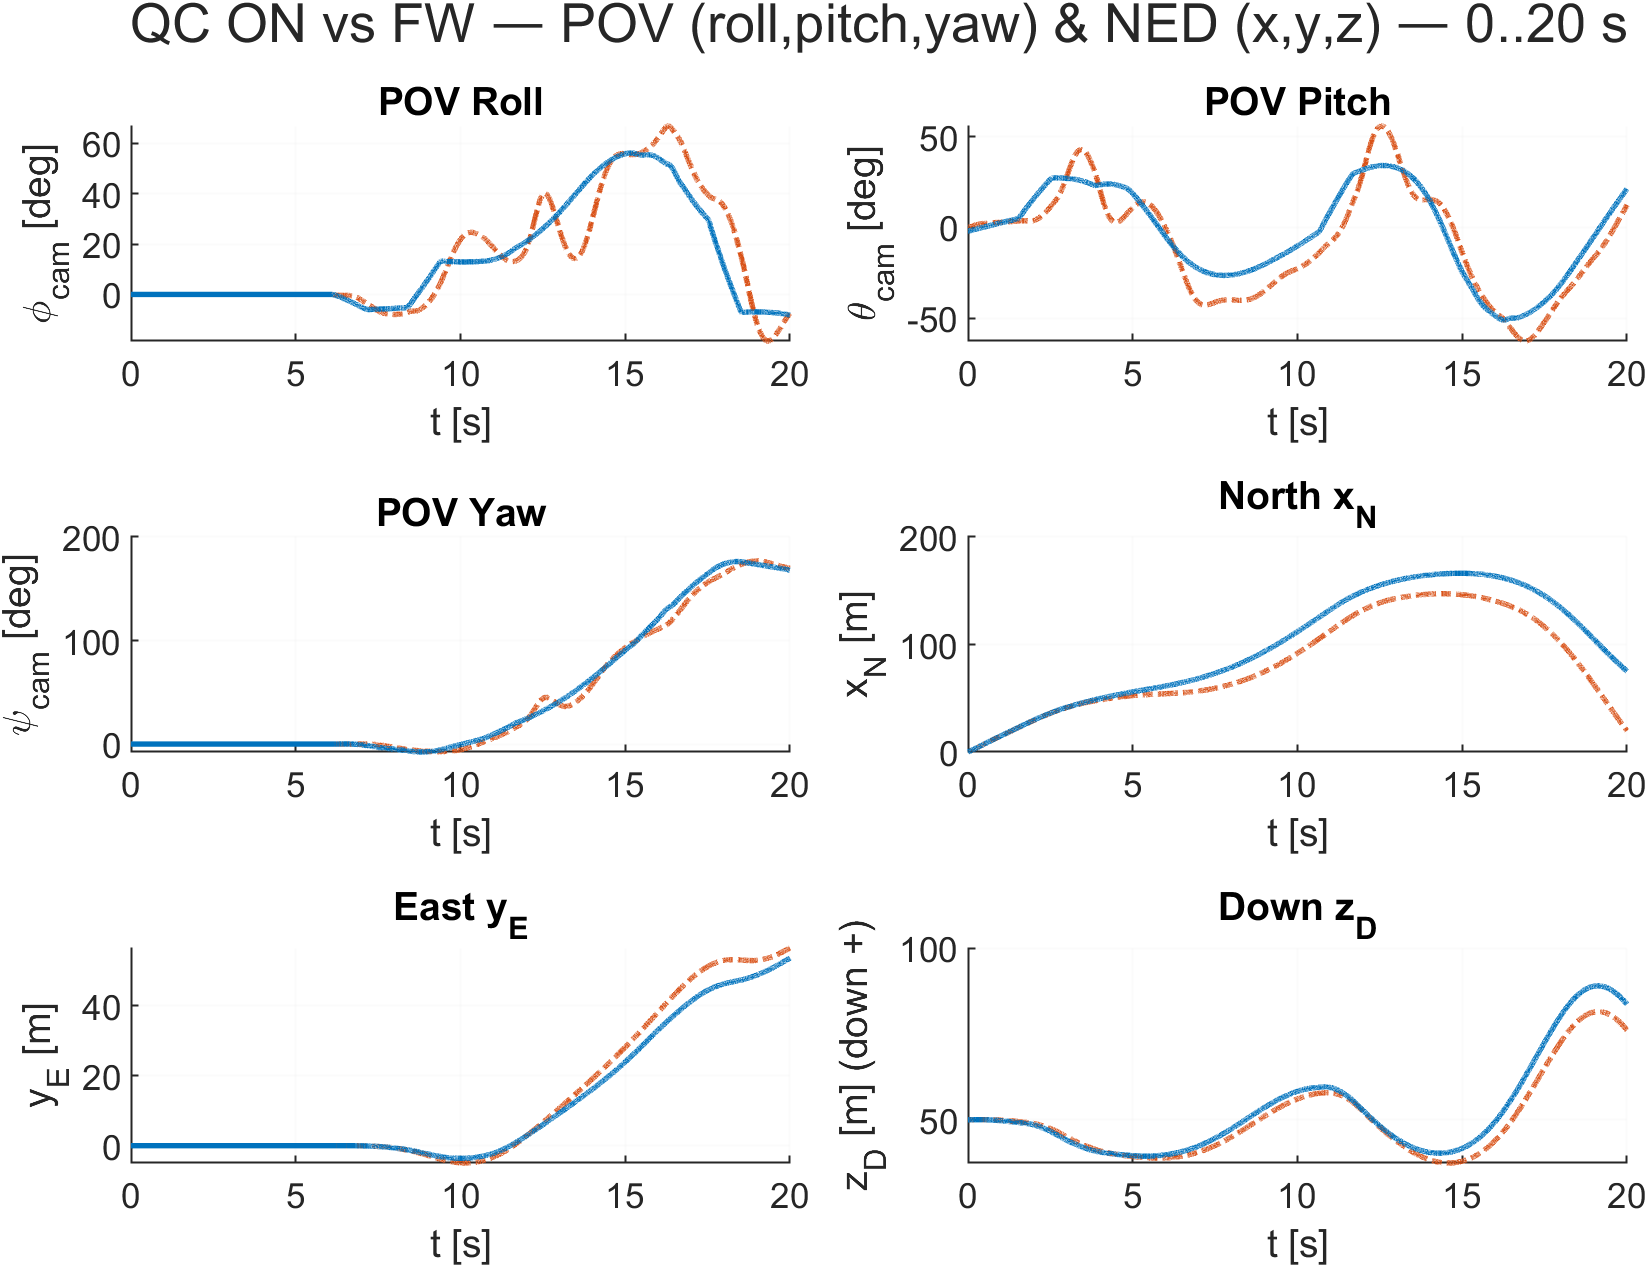 QC ON vs FW — POV (roll,pitch,yaw) & NED (x,y,z) — 0..20 s
POV Roll
ϕcam [deg]
60
40
20
0
0 5 10 15 20
t [s]
POV Pitch
θcam [deg]
50
0
-50
0 5 10 15 20
t [s]
POV Yaw
ψcam [deg]
200
100
0
0 5 10 15 20
t [s]
North xN
xN [m]
200
100
0
0 5 10 15 20
t [s]
East yE
yE [m]
40
20
0
0 5 10 15 20
t [s]
Down zD
zD [m] (down +)
100
50
0 5 10 15 20
t [s]